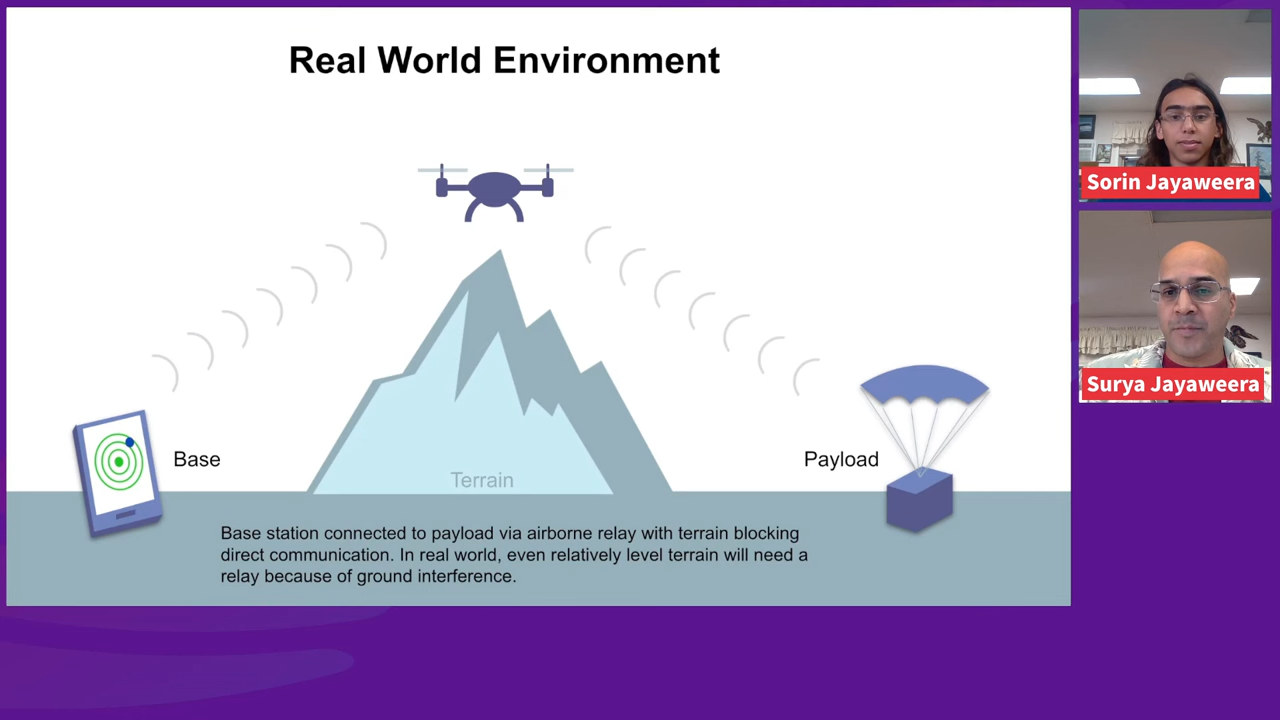 Real World Environment
Sorin Jayaweera
Surya Jayaweera
Base
Payload
Terrain
Base station connected to payload via airborne relay with terrain blocking
direct communication. In real world, even relatively level terrain will need a
relay because of ground interference.